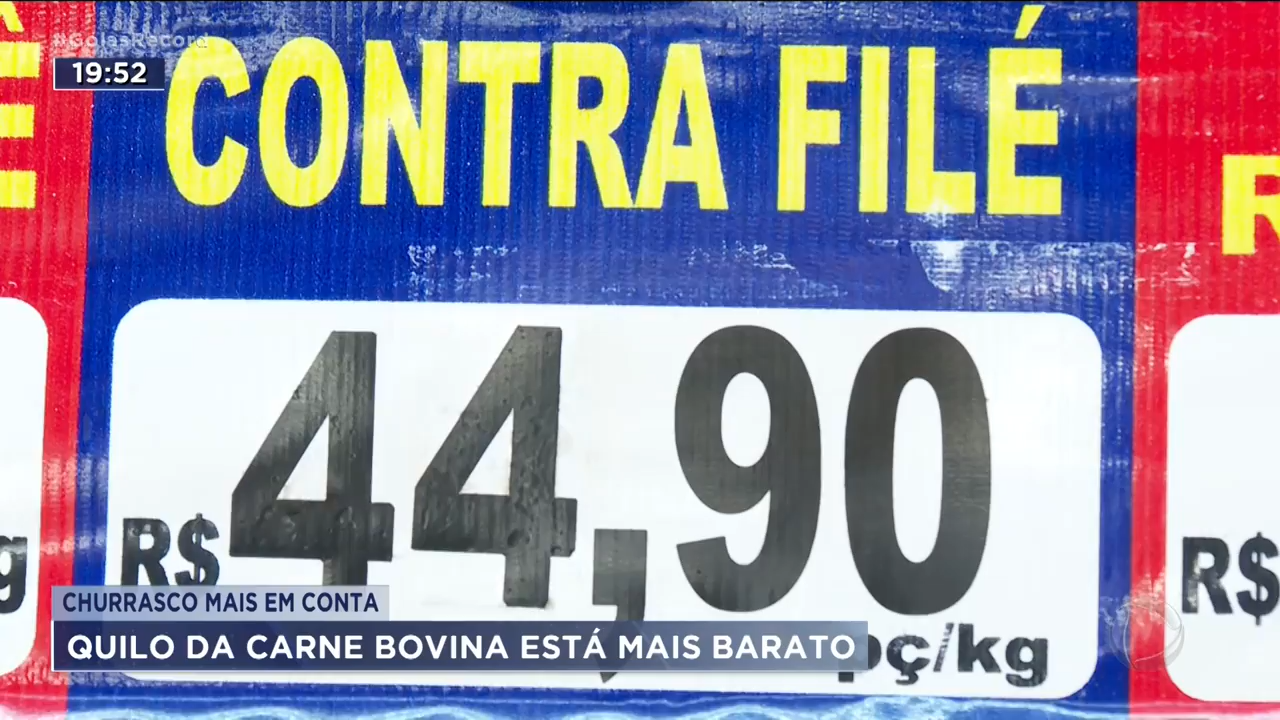 #GoiasRecord
19:52
CONTRA FILÉ
R$ 44,90
pç/kg
R$
CHURRASCO MAIS EM CONTA
QUILO DA CARNE BOVINA ESTÁ MAIS BARATO